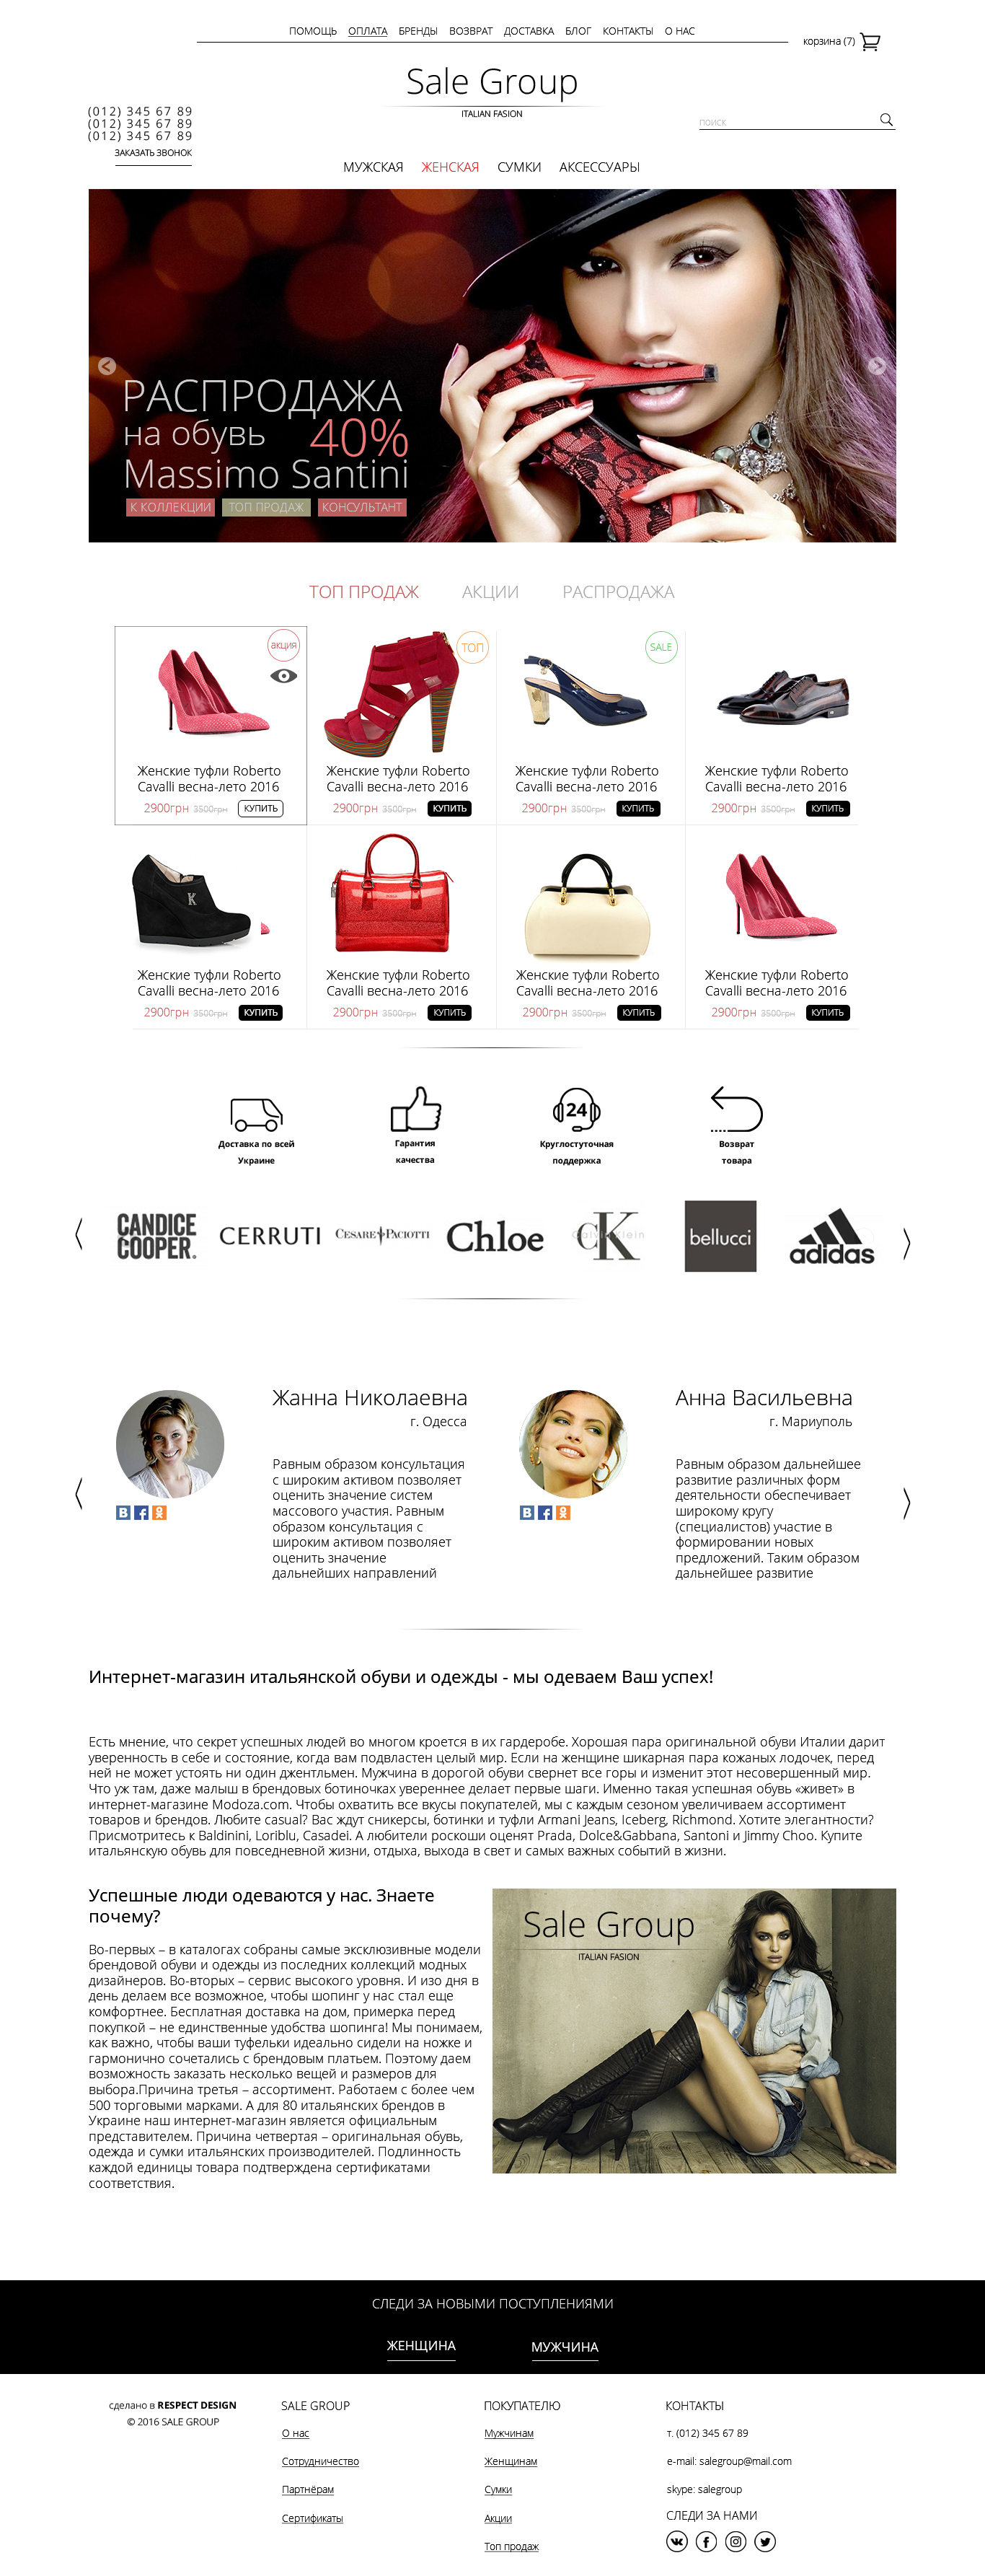 ПОМОЩЬ ОПЛАТА БРЕНДЫ ВОЗВРАТ ДОСТАВКА БЛОГ КОНТАКТЫ О НАС
корзина (7)
Sale Group
ITALIAN FASION
(012) 345 67 89
(012) 345 67 89
(012) 345 67 89
ЗАКАЗАТЬ ЗВОНОК
поиск
МУЖСКАЯ ЖЕНСКАЯ СУМКИ АКСЕССУАРЫ
РАСПРОДАЖА
на обувь 40%
Massimo Santini
К КОЛЛЕКЦИИ ТОП ПРОДАЖ КОНСУЛЬТАНТ
ТОП ПРОДАЖ АКЦИИ РАСПРОДАЖА
акция
ТОП
SALE
Женские туфли Roberto
Cavalli весна-лето 2016
2900грн 3500грн КУПИТЬ
Женские туфли Roberto
Cavalli весна-лето 2016
2900грн 3500грн КУПИТЬ
Женские туфли Roberto
Cavalli весна-лето 2016
2900грн 3500грн КУПИТЬ
Женские туфли Roberto
Cavalli весна-лето 2016
2900грн 3500грн КУПИТЬ
K
Женские туфли Roberto
Cavalli весна-лето 2016
2900грн 3500грн КУПИТЬ
Женские туфли Roberto
Cavalli весна-лето 2016
2900грн 3500грн КУПИТЬ
Женские туфли Roberto
Cavalli весна-лето 2016
2900грн 3500грн КУПИТЬ
Женские туфли Roberto
Cavalli весна-лето 2016
2900грн 3500грн КУПИТЬ
Доставка по всей
Украине
Гарантия
качества
24
Круглостуточная
поддержка
Возврат
товара
CANDICE
COOPER.
CERRUTI
CESARE PACIOTTI
Chloe
cK
Calvin Klein
bellucci
adidas
Жанна Николаевна
г. Одесса
Равным образом консультация
с широким активом позволяет
оценить значение систем
массового участия. Равным
образом консультация с
широким активом позволяет
оценить значение
дальнейших направлений
Анна Васильевна
г. Мариуполь
Равным образом дальнейшее
развитие различных форм
деятельности обеспечивает
широкому кругу
(специалистов) участие в
формировании новых
предложений. Таким образом
дальнейшее развитие
Интернет-магазин итальянской обуви и одежды - мы одеваем Ваш успех!
Есть мнение, что секрет успешных людей во многом кроется в их гардеробе. Хорошая пара оригинальной обуви Италии дарит
уверенность в себе и состояние, когда вам подвластен целый мир. Если на женщине шикарная пара кожаных лодочек, перед
ней не может устоять ни один джентльмен. Мужчина в дорогой обуви свернет все горы и изменит этот несовершенный мир.
Что уж там, даже малыш в брендовых ботиночках увереннее делает первые шаги. Именно такая успешная обувь «живет» в
интернет-магазине Modoza.com. Чтобы охватить все вкусы покупателей, мы с каждым сезоном увеличиваем ассортимент
товаров и брендов. Любите casual? Вас ждут сникерсы, ботинки и туфли Armani Jeans, Iceberg, Richmond. Хотите элегантности?
Присмотритесь к Baldinini, Loriblu, Casadei. А любители роскоши оценят Prada, Dolce&Gabbana, Santoni и Jimmy Choo. Купите
итальянскую обувь для повседневной жизни, отдыха, выхода в свет и самых важных событий в жизни.
Успешные люди одеваются у нас. Знаете
почему?
Во-первых – в каталогах собраны самые эксклюзивные модели
брендовой обуви и одежды из последних коллекций модных
дизайнеров. Во-вторых – сервис высокого уровня. И изо дня в
день делаем все возможное, чтобы шопинг у нас стал еще
комфортнее. Бесплатная доставка на дом, примерка перед
покупкой – не единственные удобства шопинга! Мы понимаем,
как важно, чтобы ваши туфельки идеально сидели на ножке и
гармонично сочетались с брендовым платьем. Поэтому даем
возможность заказать несколько вещей и размеров для
выбора.Причина третья – ассортимент. Работаем с более чем
500 торговыми марками. А для 80 итальянских брендов в
Украине наш интернет-магазин является официальным
представителем. Причина четвертая – оригинальная обувь,
одежда и сумки итальянских производителей. Подлинность
каждой единицы товара подтверждена сертификатами
соответствия.
Sale Group
ITALIAN FASION
СЛЕДИ ЗА НОВЫМИ ПОСТУПЛЕНИЯМИ
ЖЕНЩИНА МУЖЧИНА
сделано в RESPECT DESIGN
© 2016 SALE GROUP
SALE GROUP
О нас
Сотрудничество
Партнёрам
Сертификаты
ПОКУПАТЕЛЮ
Мужчинам
Женщинам
Сумки
Акции
Топ продаж
КОНТАКТЫ
т. (012) 345 67 89
e-mail: salegroup@mail.com
skype: salegroup
СЛЕДИ ЗА НАМИ